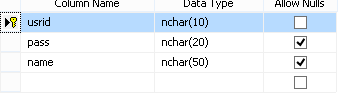 Column Name Data Type Allow Nulls
usrid nchar(10)
pass nchar(20)
name nchar(50)